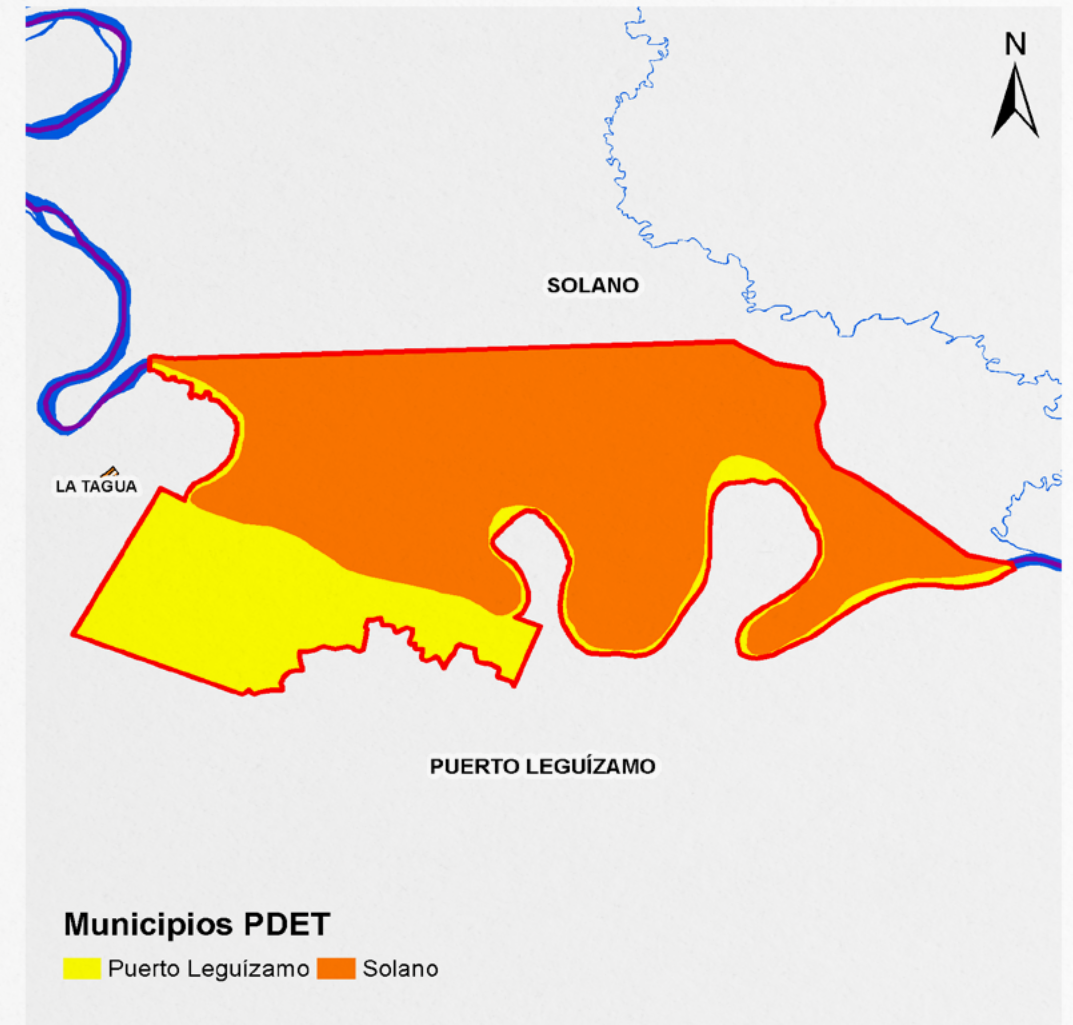 N
SOLANO
LA TAGUA
PUERTO LEGUÍZAMO
Municipios PDET
Puerto Leguízamo Solano